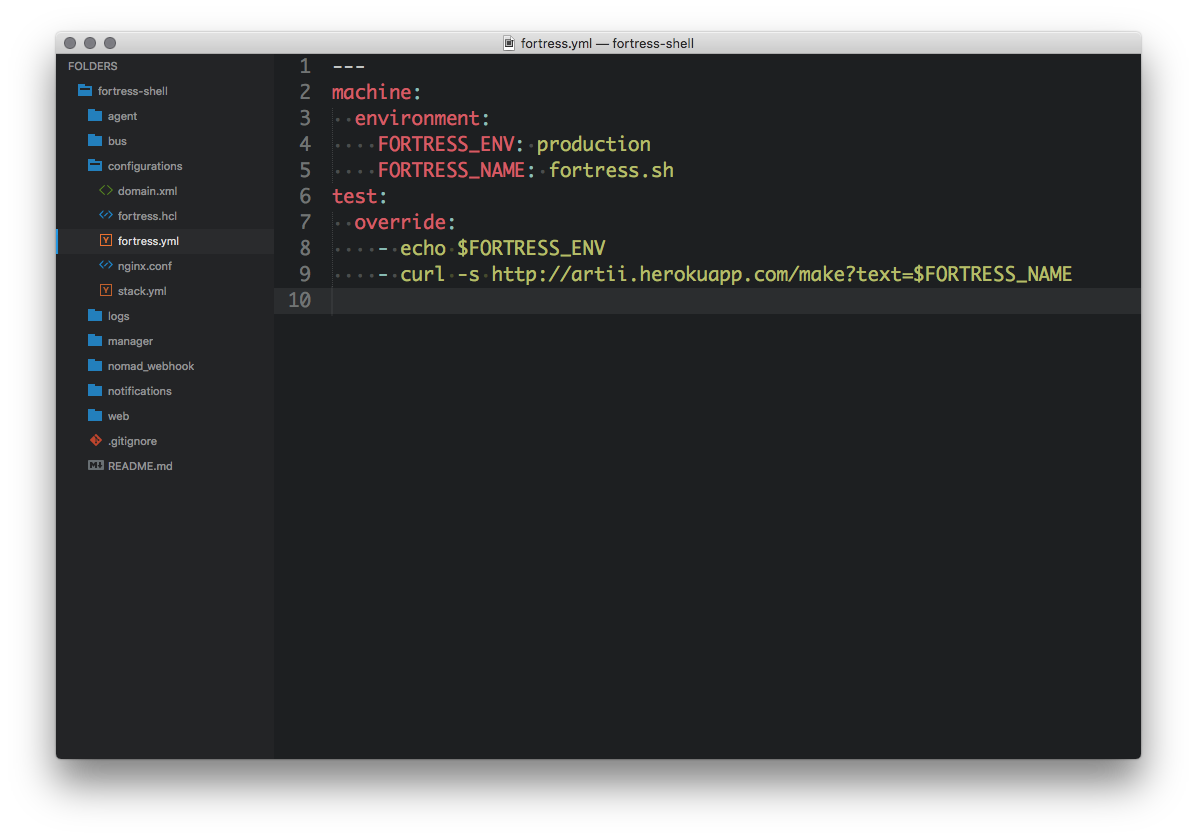 fortress.yml — fortress-shell
FOLDERS
fortress-shell
agent
bus
configurations
domain.xml
fortress.hcl
fortress.yml
nginx.conf
stack.yml
logs
manager
nomad_webhook
notifications
web
.gitignore
README.md
1 ---
2 machine:
3   environment:
4     FORTRESS_ENV: production
5     FORTRESS_NAME: fortress.sh
6 test:
7   override:
8     - echo $FORTRESS_ENV
9     - curl -s http://artii.herokuapp.com/make?text=$FORTRESS_NAME
10